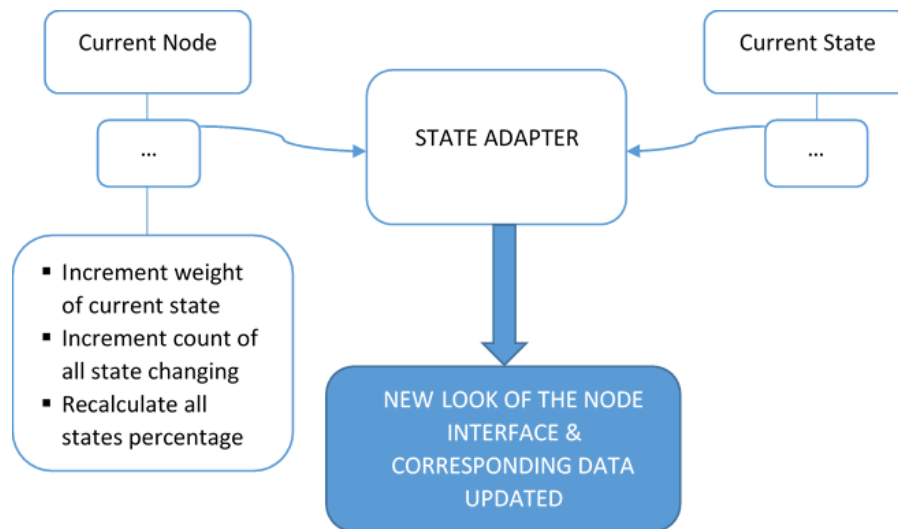 Current Node
Current State
...
STATE ADAPTER
...
▪ Increment weight
of current state
▪ Increment count of
all state changing
▪ Recalculate all
states percentage
NEW LOOK OF THE NODE
INTERFACE &
CORRESPONDING DATA
UPDATED